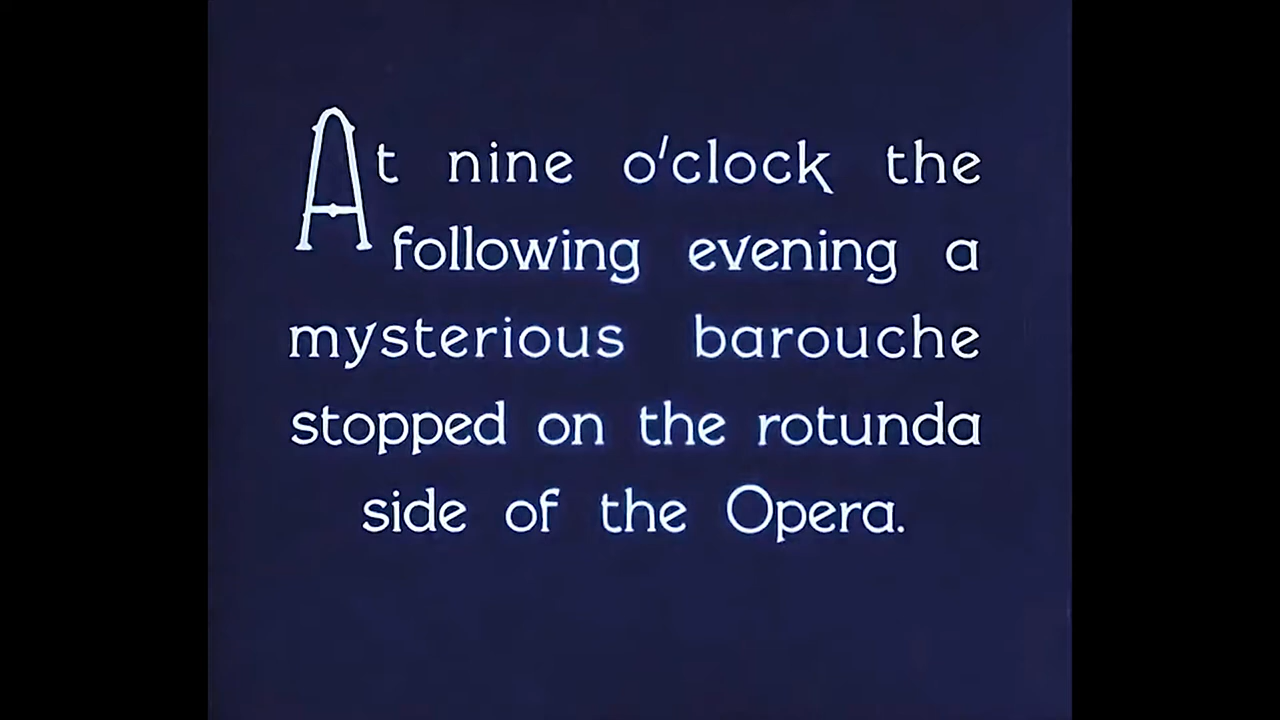 At nine o'clock the
following evening a
mysterious barouche
stopped on the rotunda
side of the Opera.